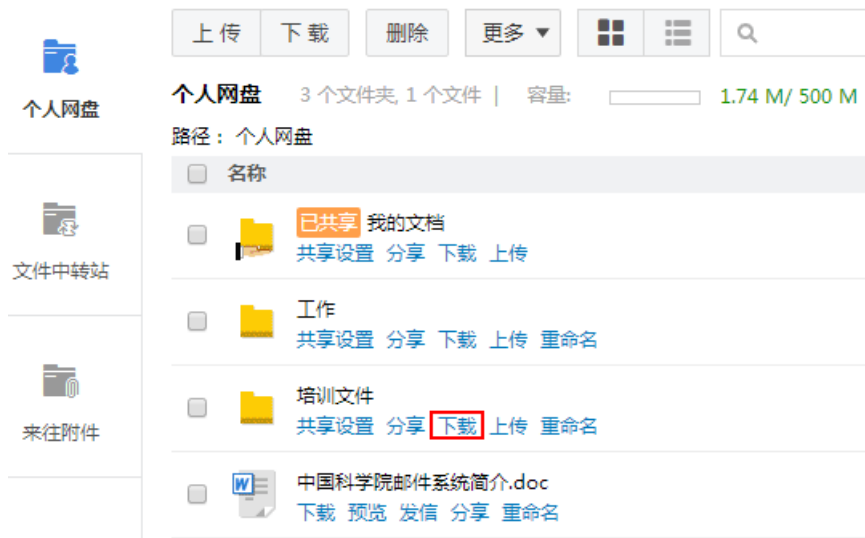 上传 下载 删除 更多
个人网盘
个人网盘 3 个文件夹, 1 个文件 | 容量: 1.74 M/ 500 M
路径： 个人网盘
名称
已共享 我的文档
共享设置 分享 下载 上传
文件中转站
工作
共享设置 分享 下载 上传 重命名
培训文件
共享设置 分享 下载 上传 重命名
来往附件
中国科学院邮件系统简介.doc
下载 预览 发信 分享 重命名